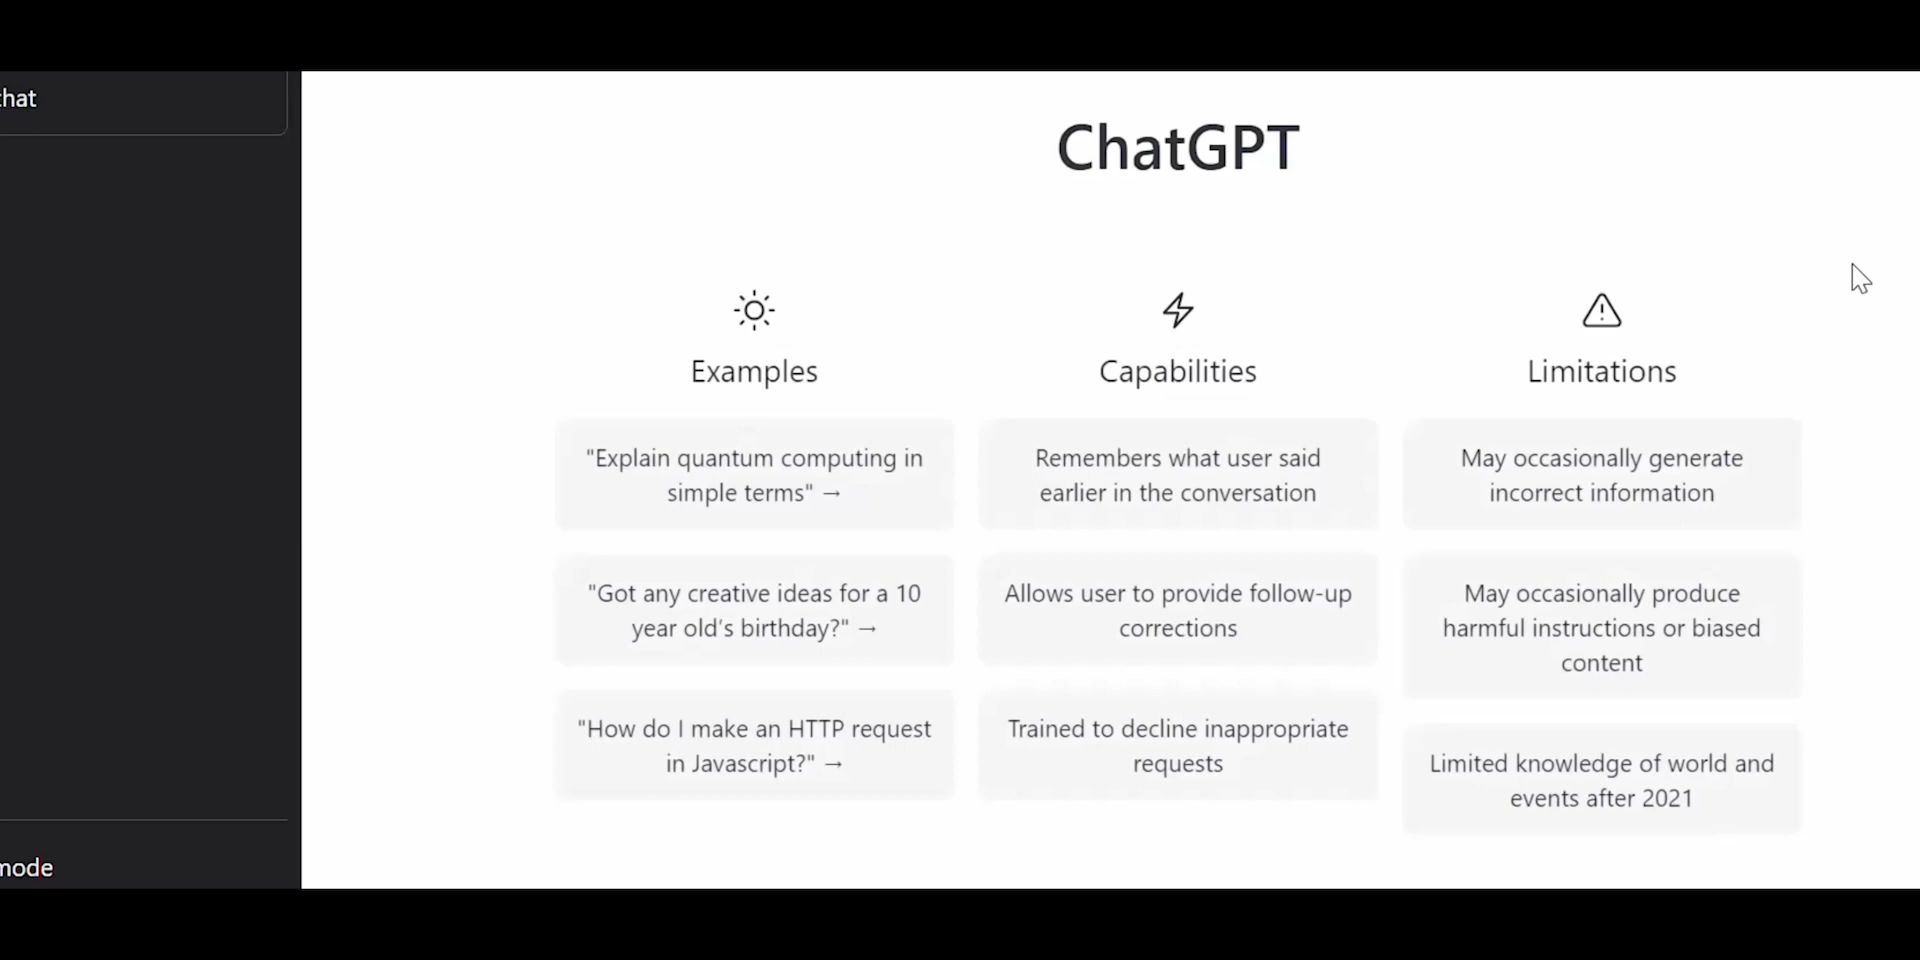 hat
ChatGPT
Examples
Capabilities
Limitations
"Explain quantum computing in
simple terms" →
Remembers what user said
earlier in the conversation
May occasionally generate
incorrect information
"Got any creative ideas for a 10
year old's birthday?" →
Allows user to provide follow-up
corrections
May occasionally produce
harmful instructions or biased
content
"How do I make an HTTP request
in Javascript?" →
Trained to decline inappropriate
requests
Limited knowledge of world and
events after 2021
mode